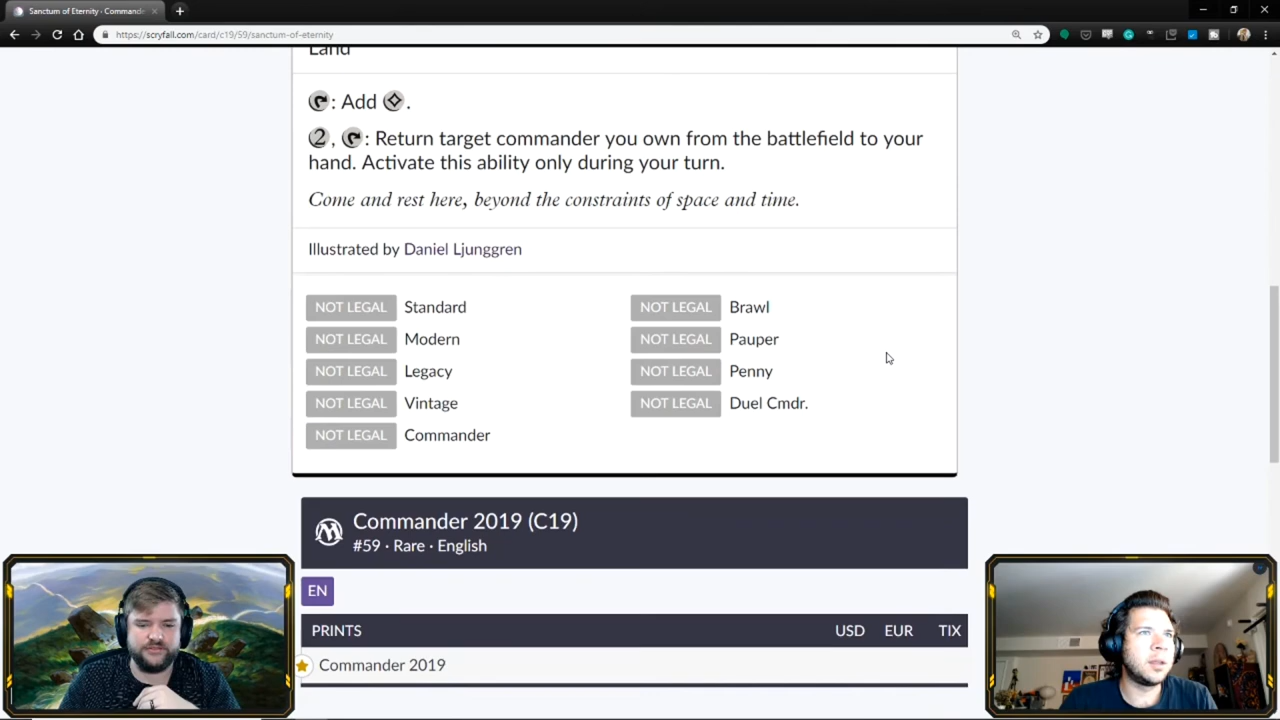 Sanctum of Eternity · Command
https://scryfall.com/card/c19/59/sanctum-of-eternity
Land
: Add .
2, : Return target commander you own from the battlefield to your
hand. Activate this ability only during your turn.
Come and rest here, beyond the constraints of space and time.
Illustrated by Daniel Ljunggren
NOT LEGAL Standard
NOT LEGAL Brawl
NOT LEGAL Modern
NOT LEGAL Pauper
NOT LEGAL Legacy
NOT LEGAL Penny
NOT LEGAL Vintage
NOT LEGAL Duel Cmdr.
NOT LEGAL Commander
Commander 2019 (C19)
#59 · Rare · English
EN
PRINTS USD EUR TIX
Commander 2019